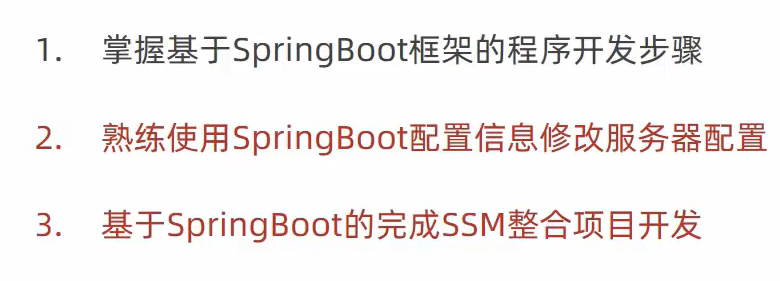 1. 掌握基于SpringBoot框架的程序开发步骤
2. 熟练使用SpringBoot配置信息修改服务器配置
3. 基于SpringBoot的完成SSM整合项目开发